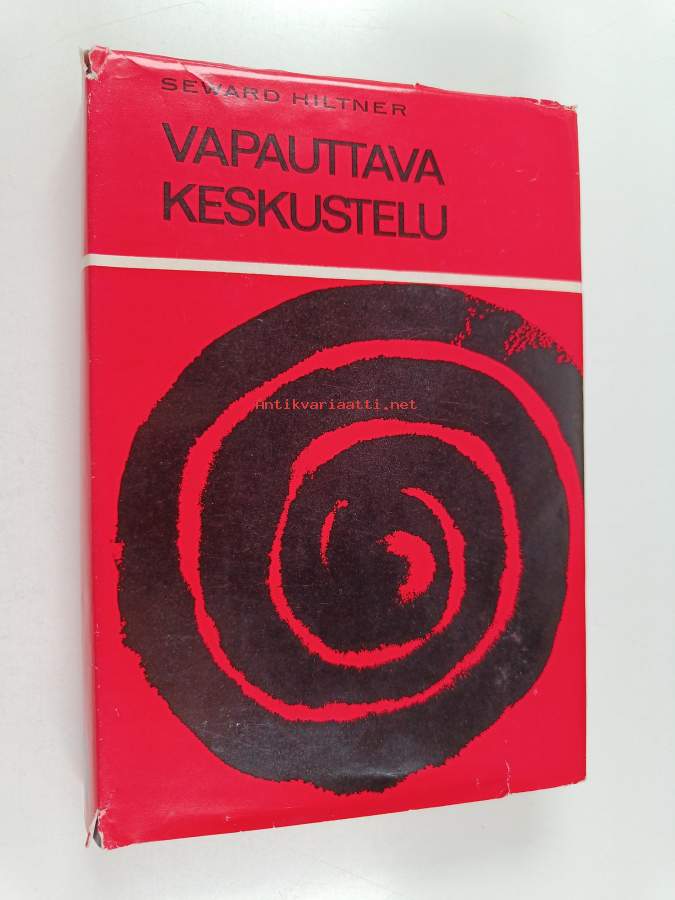 SEWARD HILTNER
VAPAUTTAVA
KESKUSTELU
Antikvariaatti.net